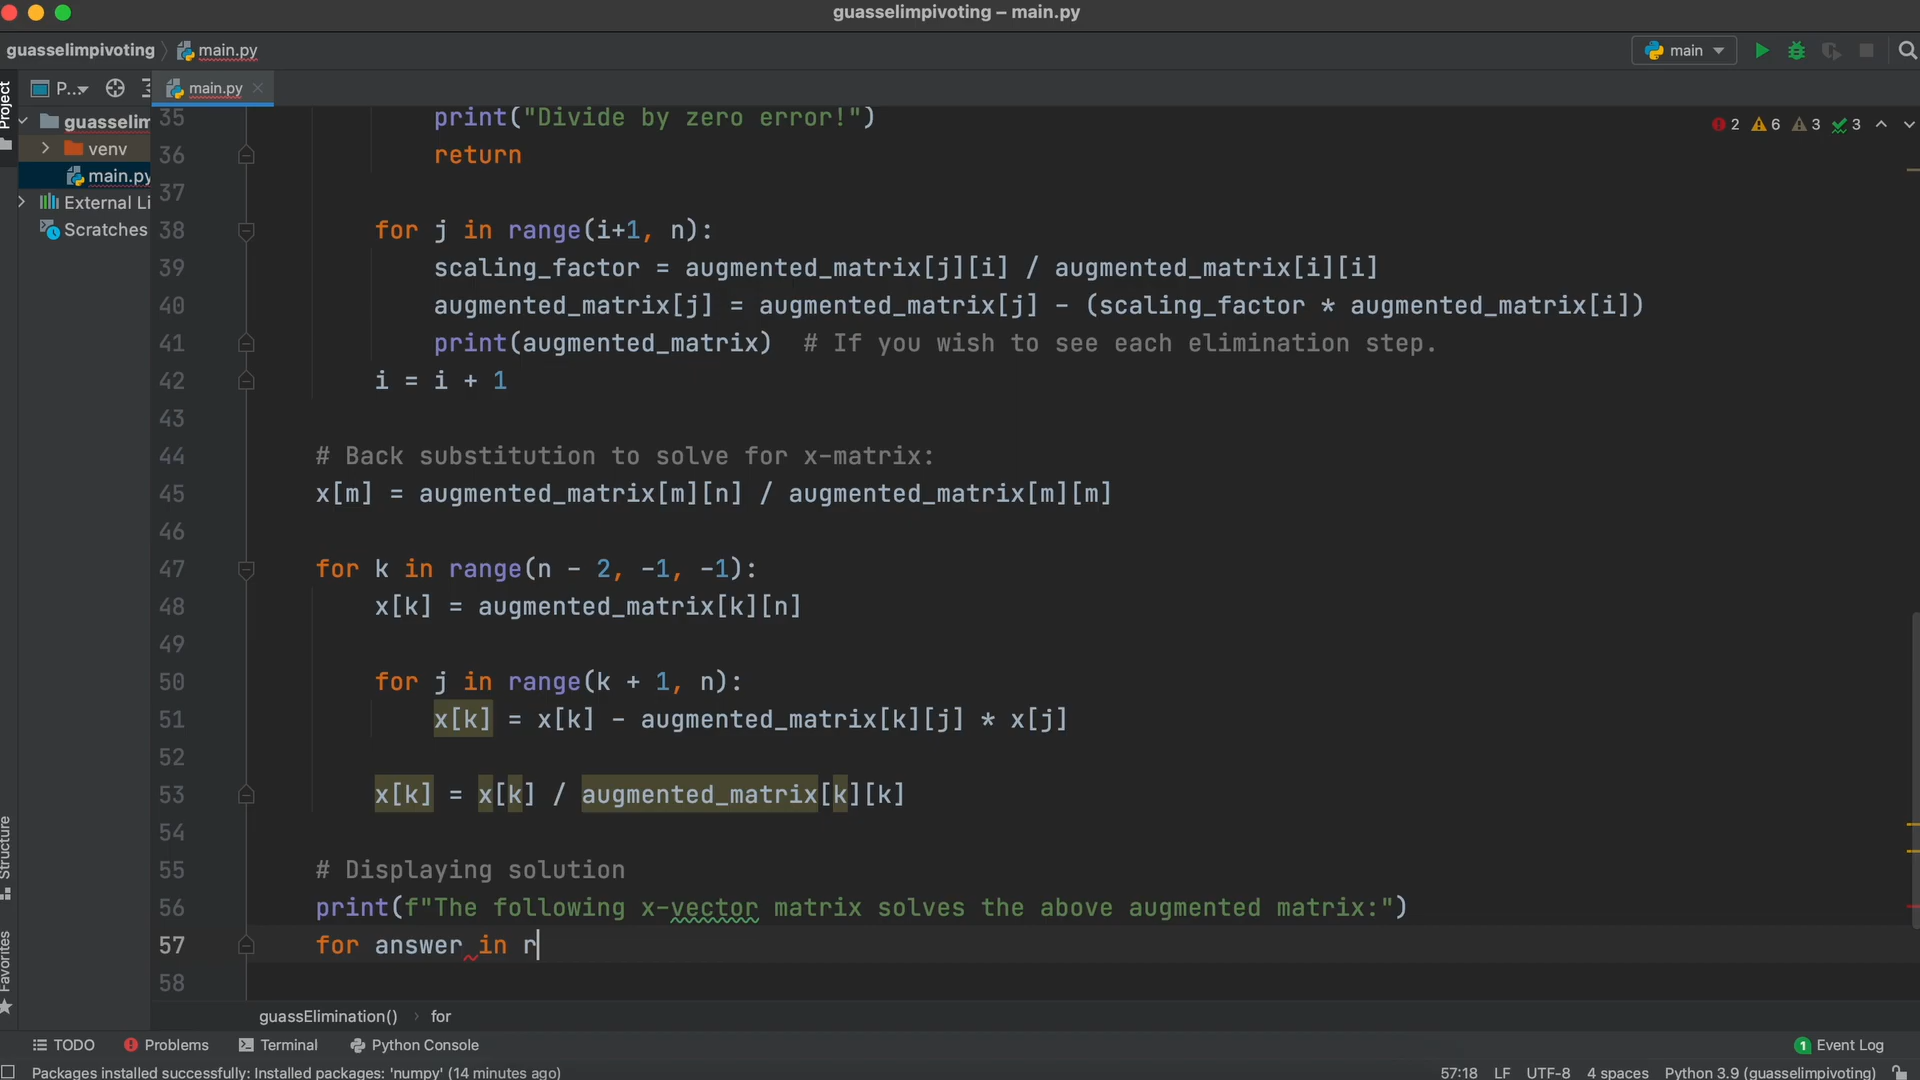 guasselimpivoting – main.py
guasselimpivoting
main.py
main
Project
P...
main.py
guasselim
venv
main.py
External Li
Scratches
2 6 3 3
35 print("Divide by zero error!")
36 return
37
38 for j in range(i+1, n):
39 scaling_factor = augmented_matrix[j][i] / augmented_matrix[i][i]
40 augmented_matrix[j] = augmented_matrix[j] - (scaling_factor * augmented_matrix[i])
41 print(augmented_matrix)  # If you wish to see each elimination step.
42 i = i + 1
43
44 # Back substitution to solve for x-matrix:
45 x[m] = augmented_matrix[m][n] / augmented_matrix[m][m]
46
47 for k in range(n - 2, -1, -1):
48 x[k] = augmented_matrix[k][n]
49
50 for j in range(k + 1, n):
51 x[k] = x[k] - augmented_matrix[k][j] * x[j]
52
53 x[k] = x[k] / augmented_matrix[k][k]
54
55 # Displaying solution
56 print(f"The following x-vector matrix solves the above augmented matrix:")
57 for answer in r
58
Structure
Favorites
guassElimination() for
TODO Problems Terminal Python Console
1 Event Log
Packages installed successfully: Installed packages: 'numpy' (14 minutes ago)
57:18 LF UTF-8 4 spaces Python 3.9 (guasselimpivoting)